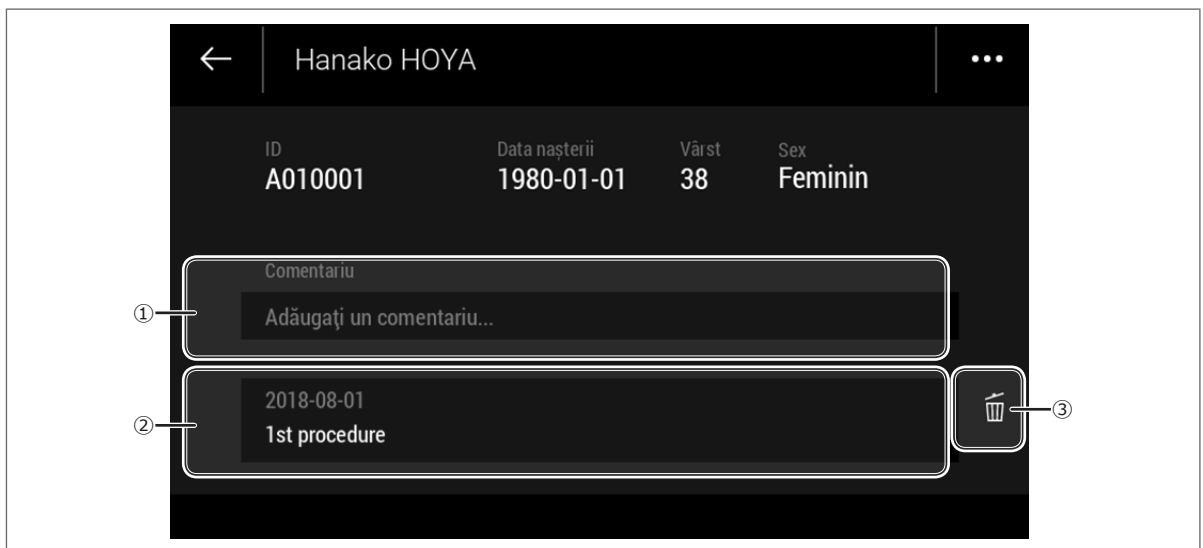 Hanako HOYA
ID Data nașterii Vârst Sex
A010001 1980-01-01 38 Feminin
Comentariu
① Adăugaţi un comentariu...
2018-08-01
② 1st procedure ③